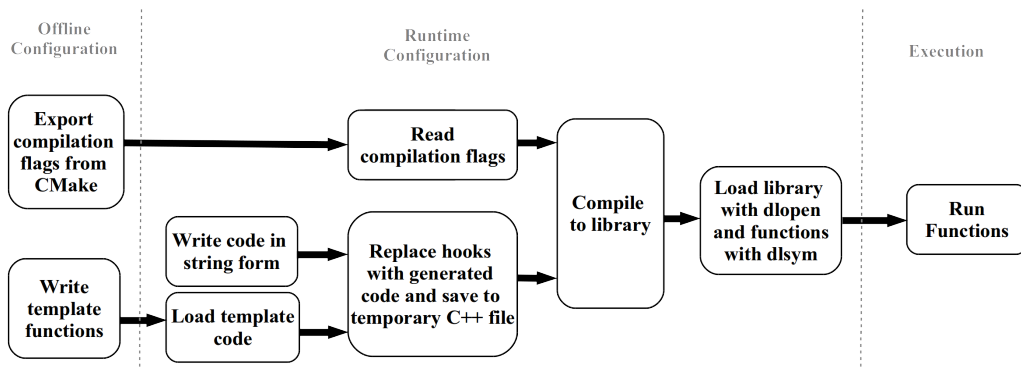 Offline
Configuration
Runtime
Configuration
Execution
Export
compilation
flags from
CMake
Read
compilation flags
Compile
to library
Load library
with dlopen
and functions
with dlsym
Run
Functions
Write code in
string form
Replace hooks
with generated
code and save to
temporary C++ file
Write
template
functions
Load template
code